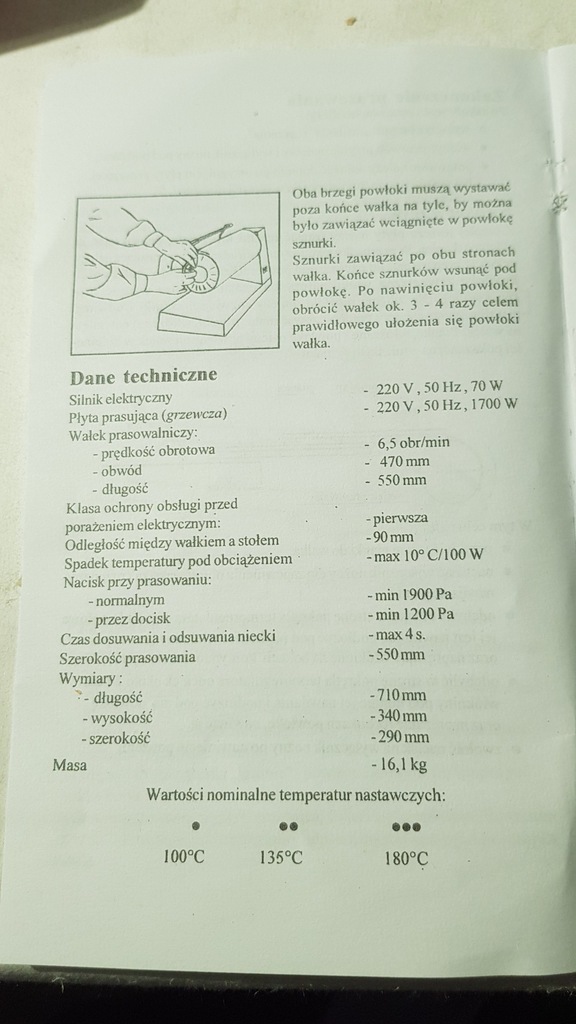 Oba brzegi powłoki muszą wystawać
poza końce wałka na tyle, by można
było zawiązać wciągnięte w powłokę
sznurki.
Sznurki zawiązać po obu stronach
wałka. Końce sznurków wsunąć pod
powłokę. Po nawinięciu powłoki,
obrócić wałek ok. 3 - 4 razy celem
prawidłowego ułożenia się powłoki
wałka.
Dane techniczne
Silnik elektryczny - 220 V , 50 Hz , 70 W
Płyta prasująca (grzewcza) - 220 V , 50 Hz , 1700 W
Wałek prasowalniczy:
- prędkość obrotowa - 6,5 obr/min
- obwód - 470 mm
- długość - 550 mm
Klasa ochrony obsługi przed
porażeniem elektrycznym: - pierwsza
Odległość między wałkiem a stołem - 90 mm
Spadek temperatury pod obciążeniem - max 10° C/100 W
Nacisk przy prasowaniu:
- normalnym - min 1900 Pa
- przez docisk - min 1200 Pa
Czas dosuwania i odsuwania niecki - max 4 s.
Szerokość prasowania - 550 mm
Wymiary :
- długość - 710 mm
- wysokość - 340 mm
- szerokość - 290 mm
Masa - 16,1 kg
Wartości nominalne temperatur nastawczych:
● ●● ●●●
100°C 135°C 180°C